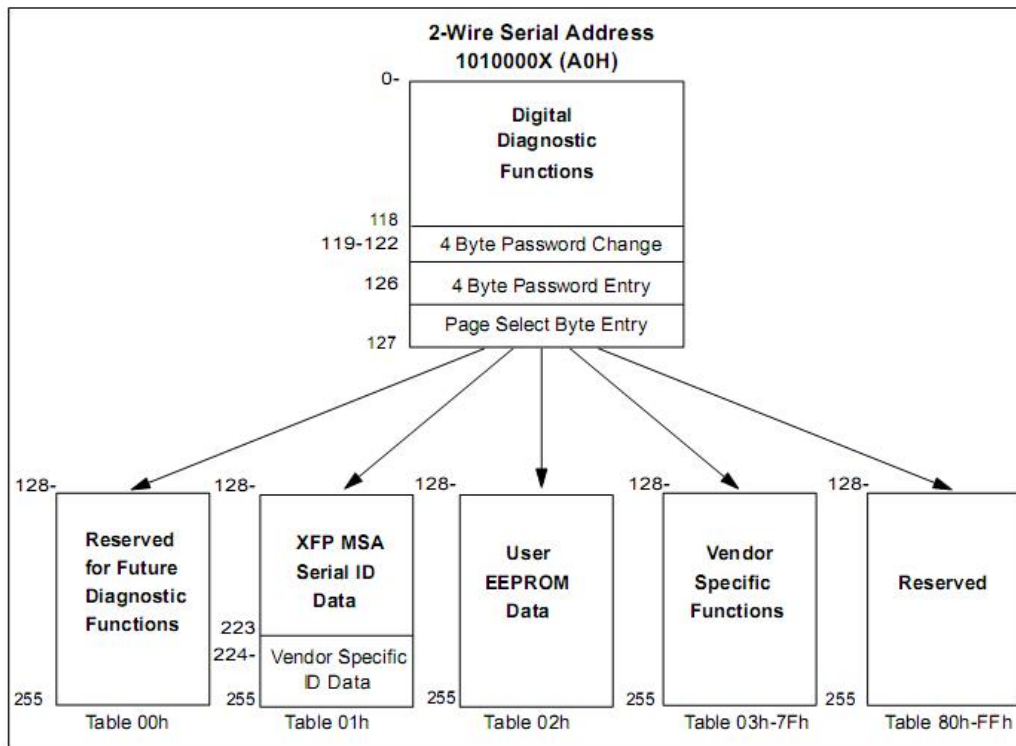 2-Wire Serial Address
1010000X (A0H)
0-
Digital
Diagnostic
Functions
118
119-122
4 Byte Password Change
126
4 Byte Password Entry
Page Select Byte Entry
127
128-
Reserved
for Future
Diagnostic
Functions
255
Table 00h
128-
XFP MSA
Serial ID
Data
223
224-
Vendor Specific
ID Data
255
Table 01h
128-
User
EEPROM
Data
255
Table 02h
128-
Vendor
Specific
Functions
255
Table 03h-7Fh
128-
Reserved
255
Table 80h-FFh